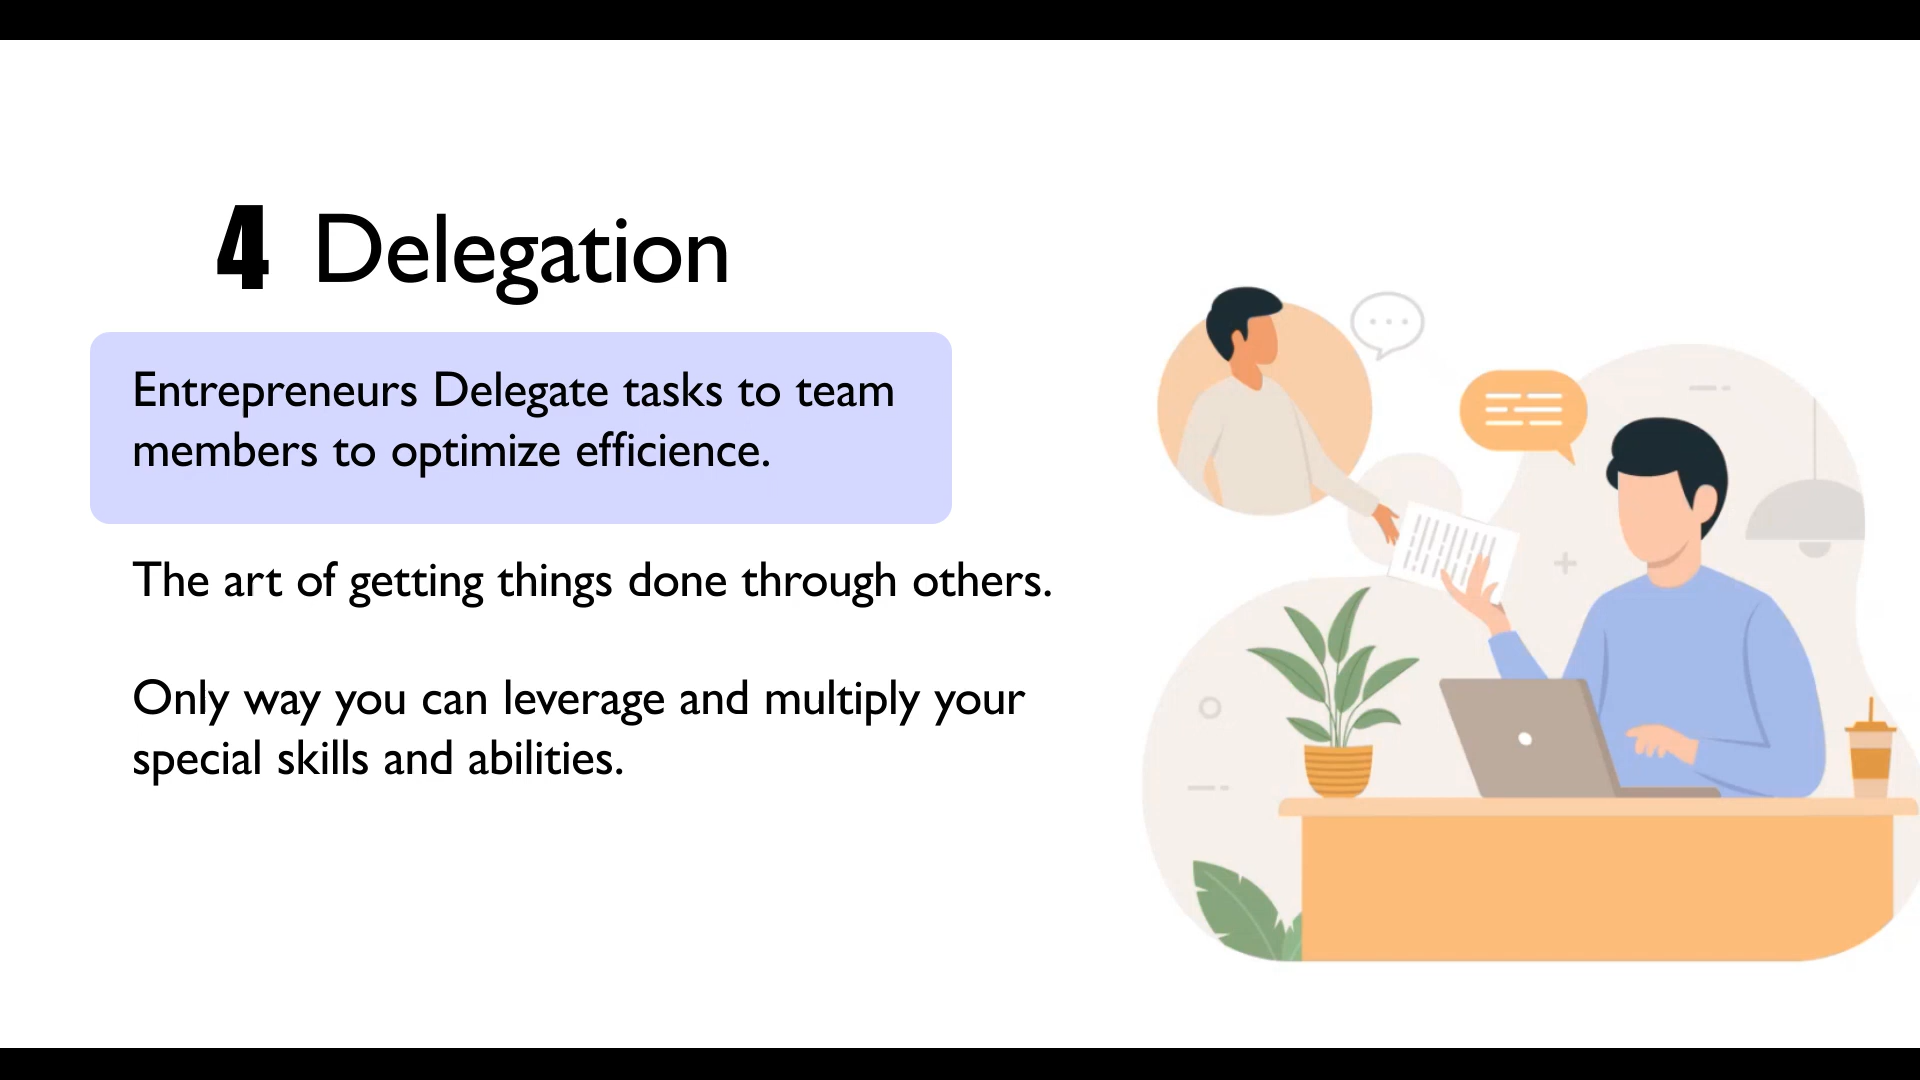 4 Delegation
Entrepreneurs Delegate tasks to team
members to optimize efficience.
The art of getting things done through others.
Only way you can leverage and multiply your
special skills and abilities.